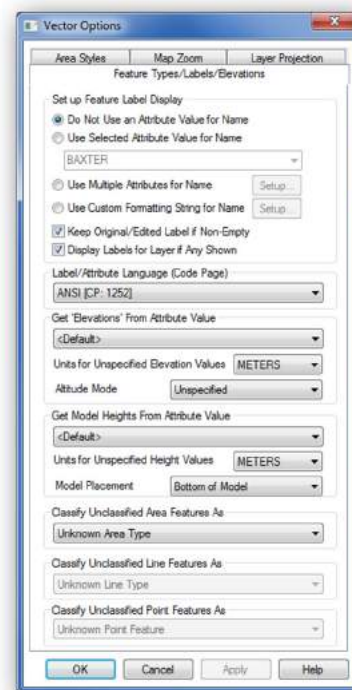 Vector Options
Area Styles Map Zoom Layer Projection
Feature Types/Labels/Elevations
Set up Feature Label Display
Do Not Use an Attribute Value for Name
Use Selected Attribute Value for Name
BAXTER
Use Multiple Attributes for Name Setup...
Use Custom Formatting String for Name Setup...
Keep Original/Edited Label if Non-Empty
Display Labels for Layer if Any Shown
Label/Attribute Language (Code Page)
ANSI [CP: 1252]
Get 'Elevations' From Attribute Value
<Default>
Units for Unspecified Elevation Values METERS
Altitude Mode Unspecified
Get Model Heights From Attribute Value
<Default>
Units for Unspecified Height Values METERS
Model Placement Bottom of Model
Classify Unclassified Area Features As
Unknown Area Type
Classify Unclassified Line Features As
Unknown Line Type
Classify Unclassified Point Features As
Unknown Point Feature
OK Cancel Apply Help